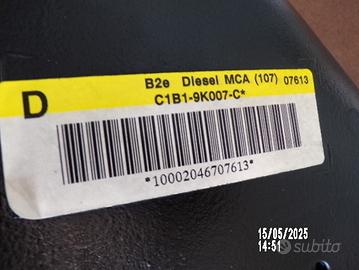 D
B2e Diesel MCA (107) 07613
C1B1-9K007-C*
*10002046707613*
15/05/2025
14:51
subito